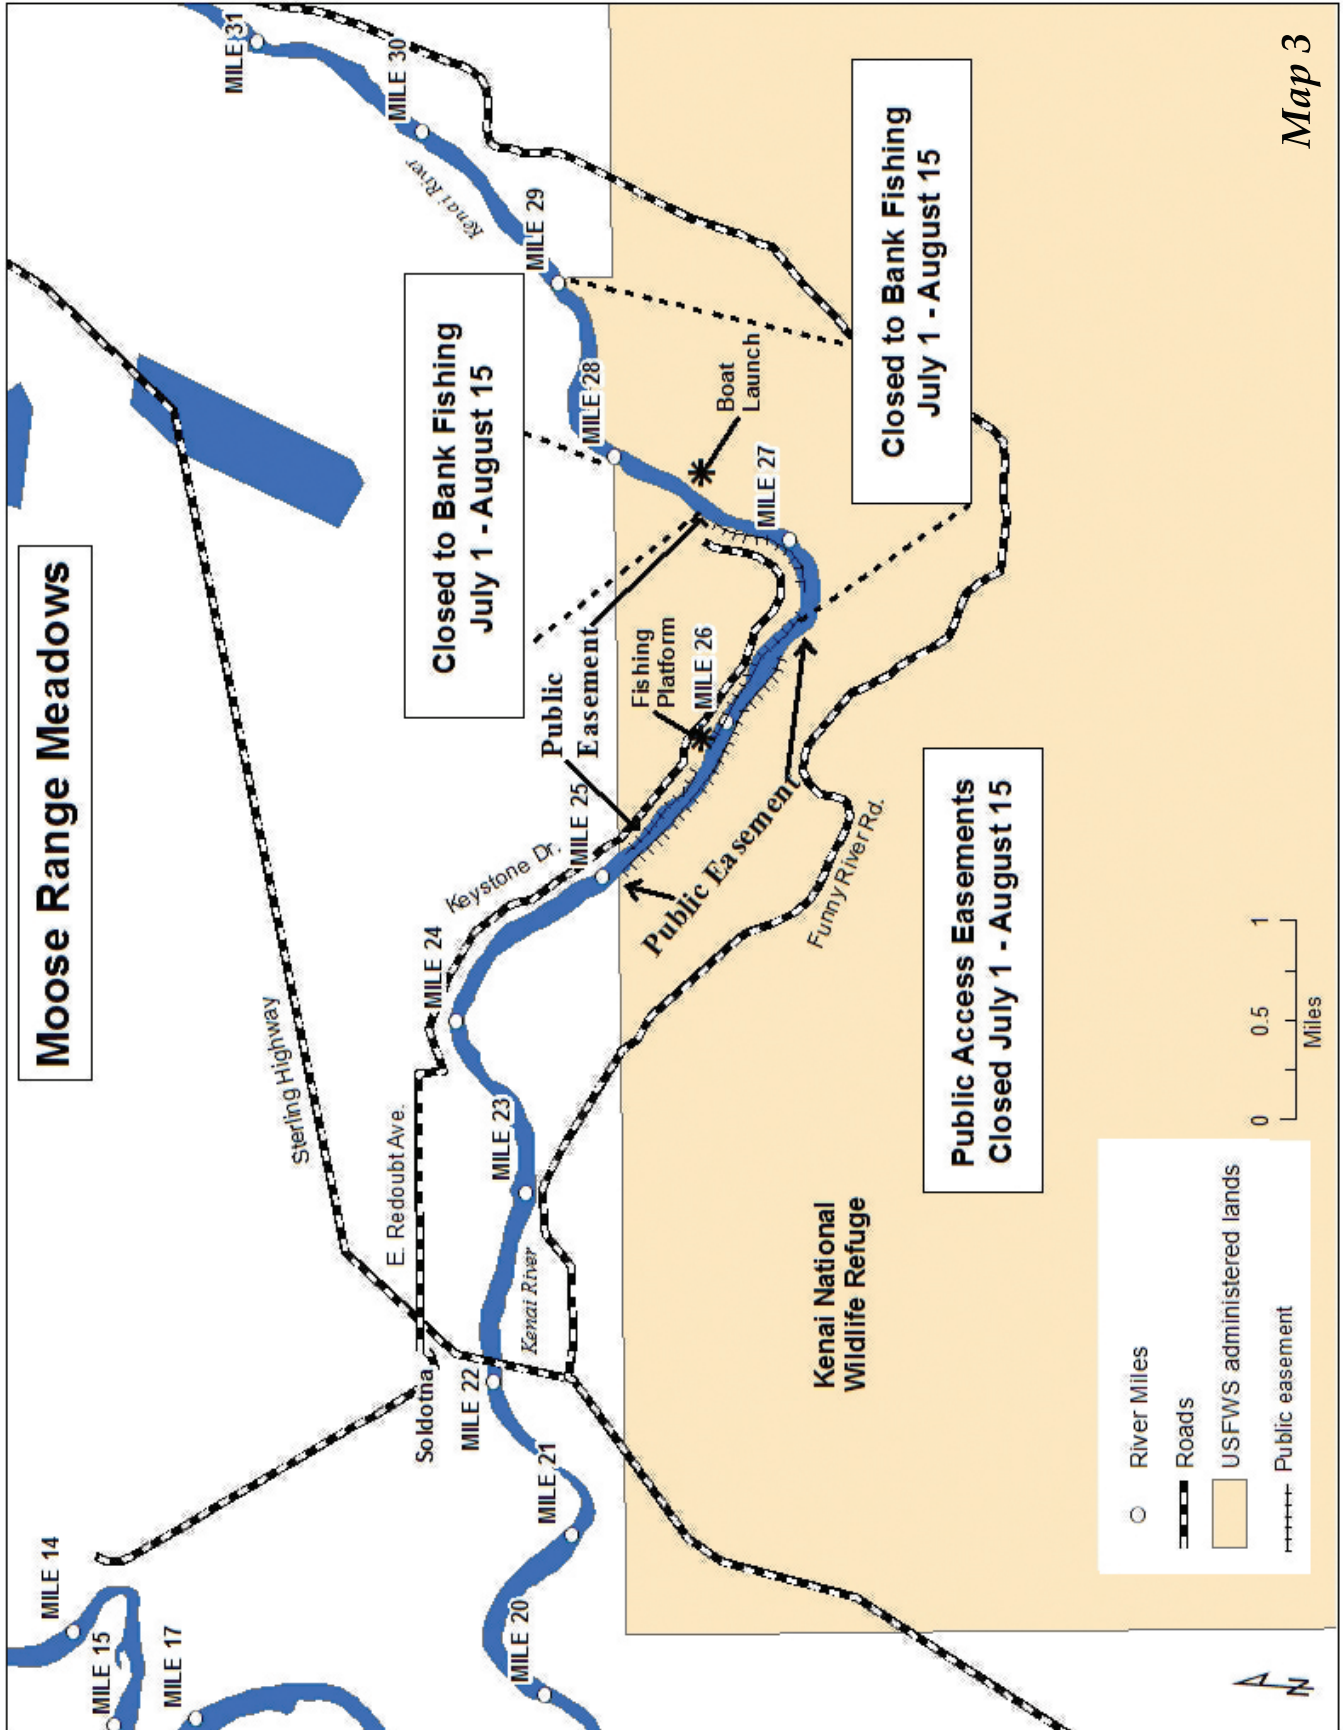 Moose Range Meadows
MILE 14
MILE 15
MILE 17
MILE 20
MILE 21
MILE 22
MILE 23
MILE 24
MILE 25
MILE 26
MILE 27
MILE 28
MILE 29
MILE 30
MILE 31
Soldotna
Sterling Highway
E. Redoubt Ave.
Keystone Dr.
Funny River Rd.
Kenai River
Kenai River
Closed to Bank Fishing
July 1 - August 15
Public
Easement
Fishing
Platform
Boat
Launch
Public Easement
Closed to Bank Fishing
July 1 - August 15
Public Access Easements
Closed July 1 - August 15
Kenai National
Wildlife Refuge
River Miles
Roads
USFWS administered lands
Public easement
0 0.5 1
Miles
N
Map 3